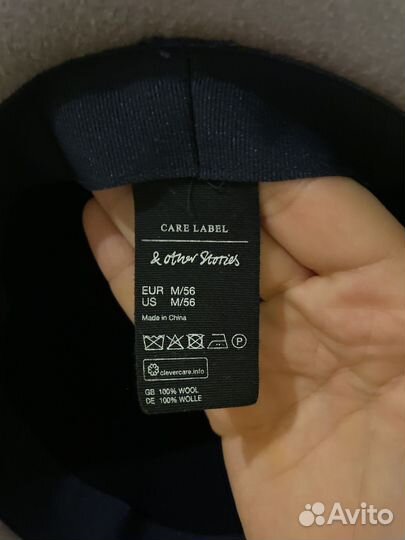 CARE LABEL
& Other Stories
EUR M/56
US M/56
Made in China
P
clevercare.info
GB 100% WOOL
DE 100% WOLLE
Avito